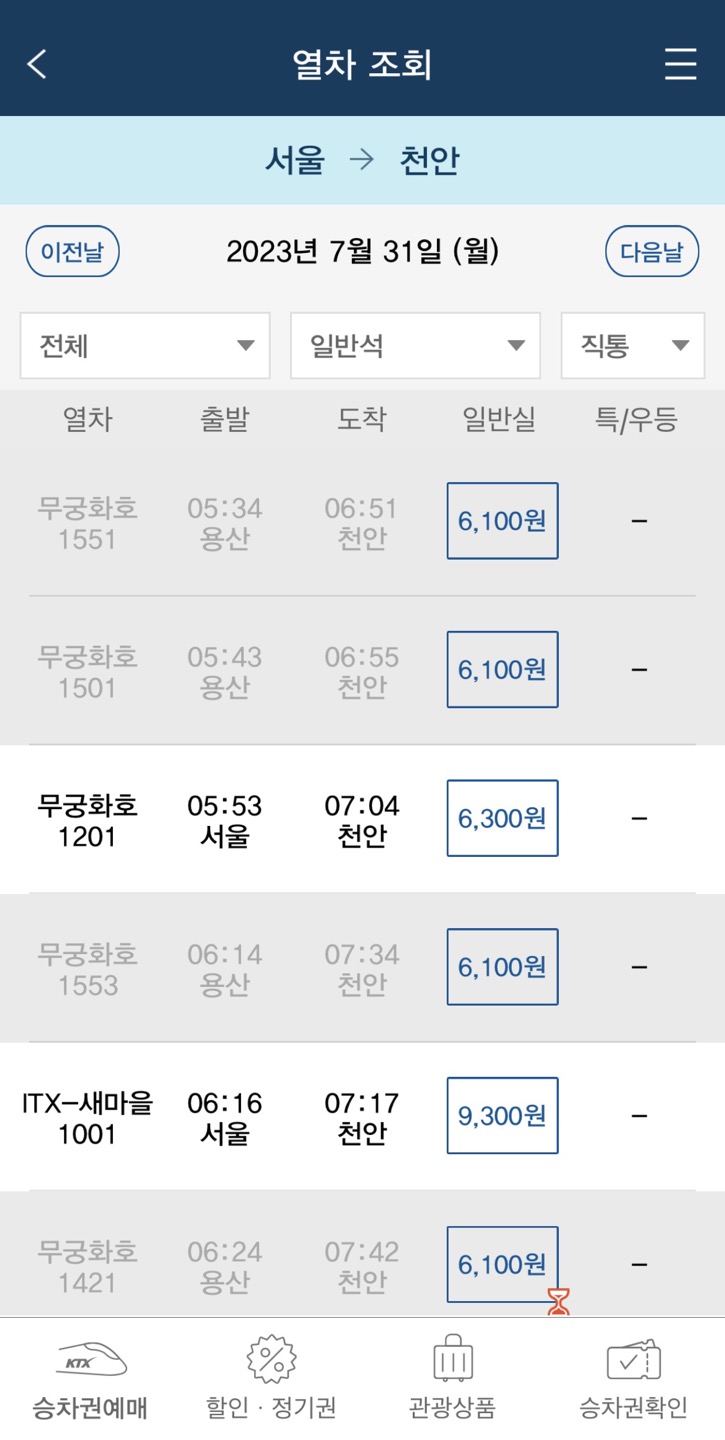 열차 조회
서울 → 천안
이전날 2023년 7월 31일 (월) 다음날
전체 일반석 직통
열차 출발 도착 일반실 특/우등
무궁화호 05:34 06:51 6,100원 –
1551 용산 천안
무궁화호 05:43 06:55 6,100원 –
1501 용산 천안
무궁화호 05:53 07:04 6,300원 –
1201 서울 천안
무궁화호 06:14 07:34 6,100원 –
1553 용산 천안
ITX-새마을 06:16 07:17 9,300원 –
1001 서울 천안
무궁화호 06:24 07:42 6,100원 –
1421 용산 천안
KTX
승차권예매 할인 · 정기권 관광상품 승차권확인